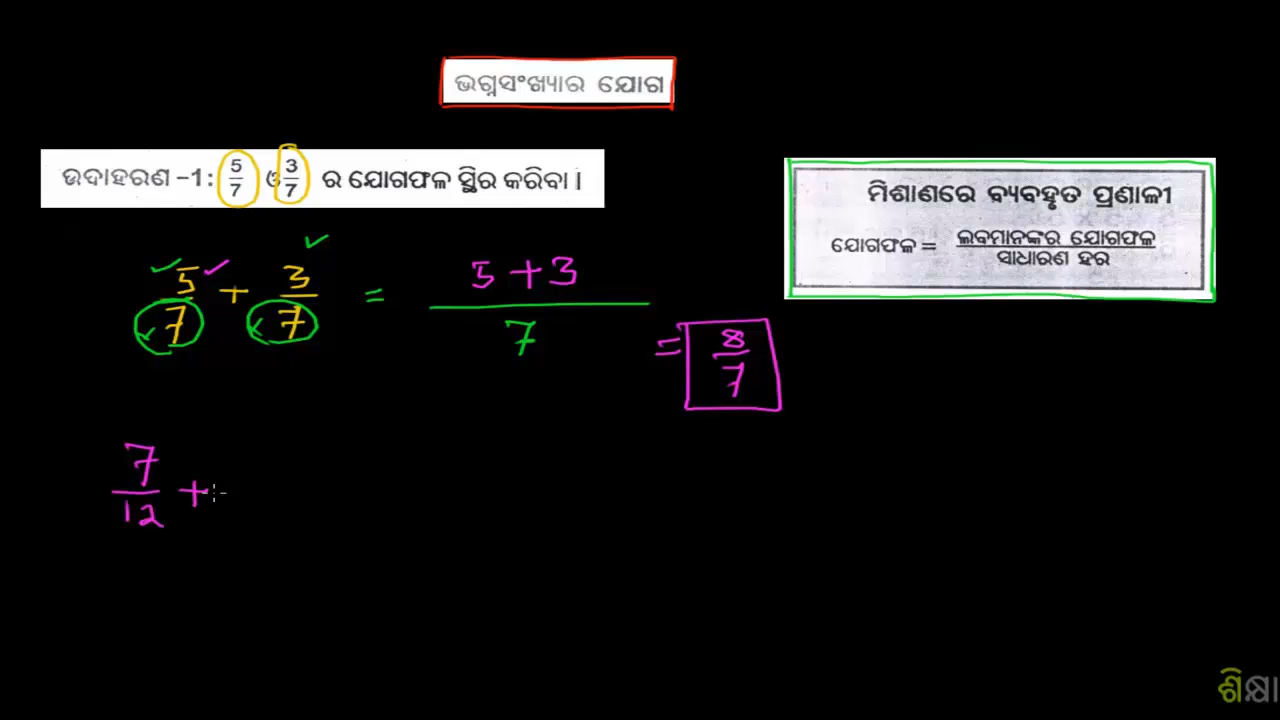 ଭଗ୍ନସଂଖ୍ୟାର ଯୋଗ
ଉଦାହରଣ –1 : 5/7 ଓ 3/7 ର ଯୋଗଫଳ ସ୍ଥିର କରିବା ।
ମିଶାଣରେ ବ୍ୟବହୃତ ପ୍ରଣାଳୀ
ଯୋଗଫଳ = ଲବମାନଙ୍କର ଯୋଗଫଳ / ସାଧାରଣ ହର
5/7 + 3/7 = 5+3 / 7 = 8/7
7/12 +
ଶିକ୍ଷା